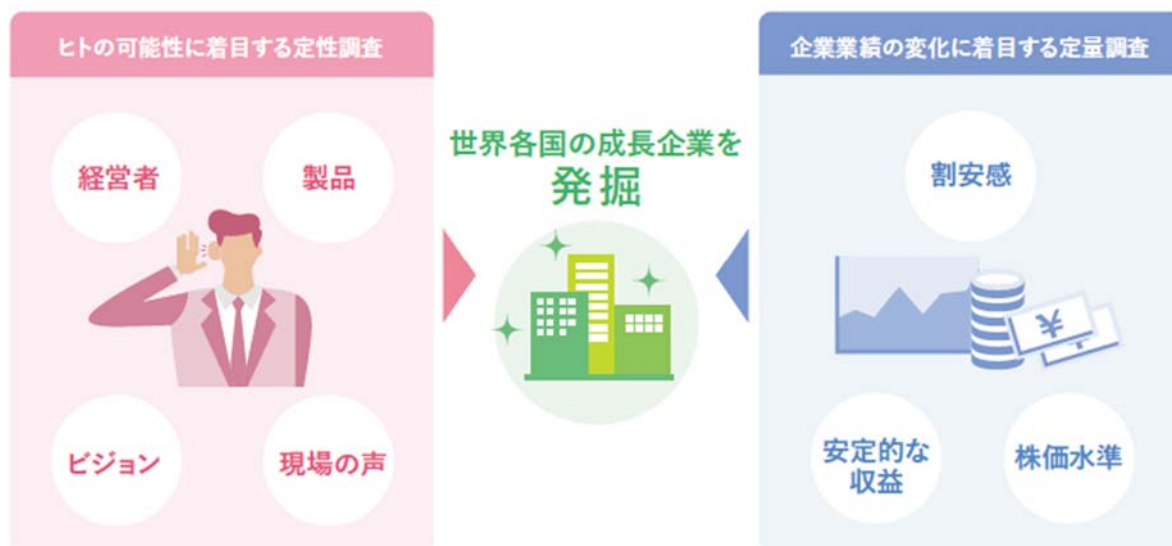 ヒトの可能性に着目する定性調査
経営者
製品
ビジョン
現場の声
世界各国の成長企業を
発掘
企業業績の変化に着目する定量調査
割安感
¥
安定的な
収益
株価水準